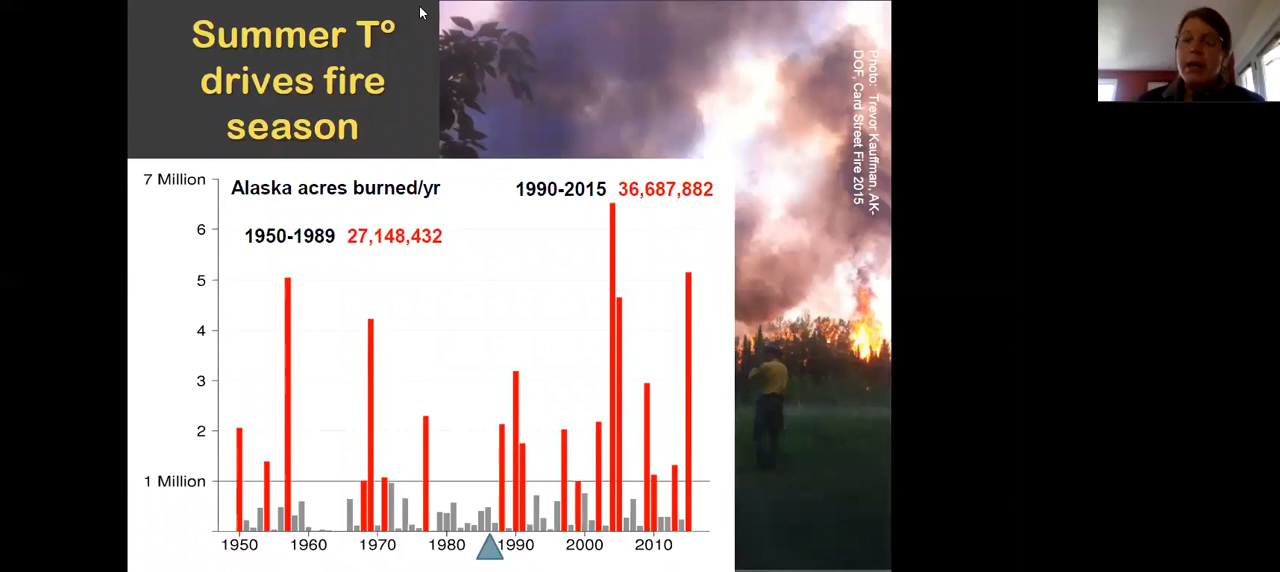 Summer Tº
drives fire
season
Photo: Trevor Kauffman, AK-
DOF, Card Street Fire 2015
7 Million
Alaska acres burned/yr
1990-2015 36,687,882
6
1950-1989 27,148,432
5
4
3
2
1 Million
1950 1960 1970 1980 1990 2000 2010